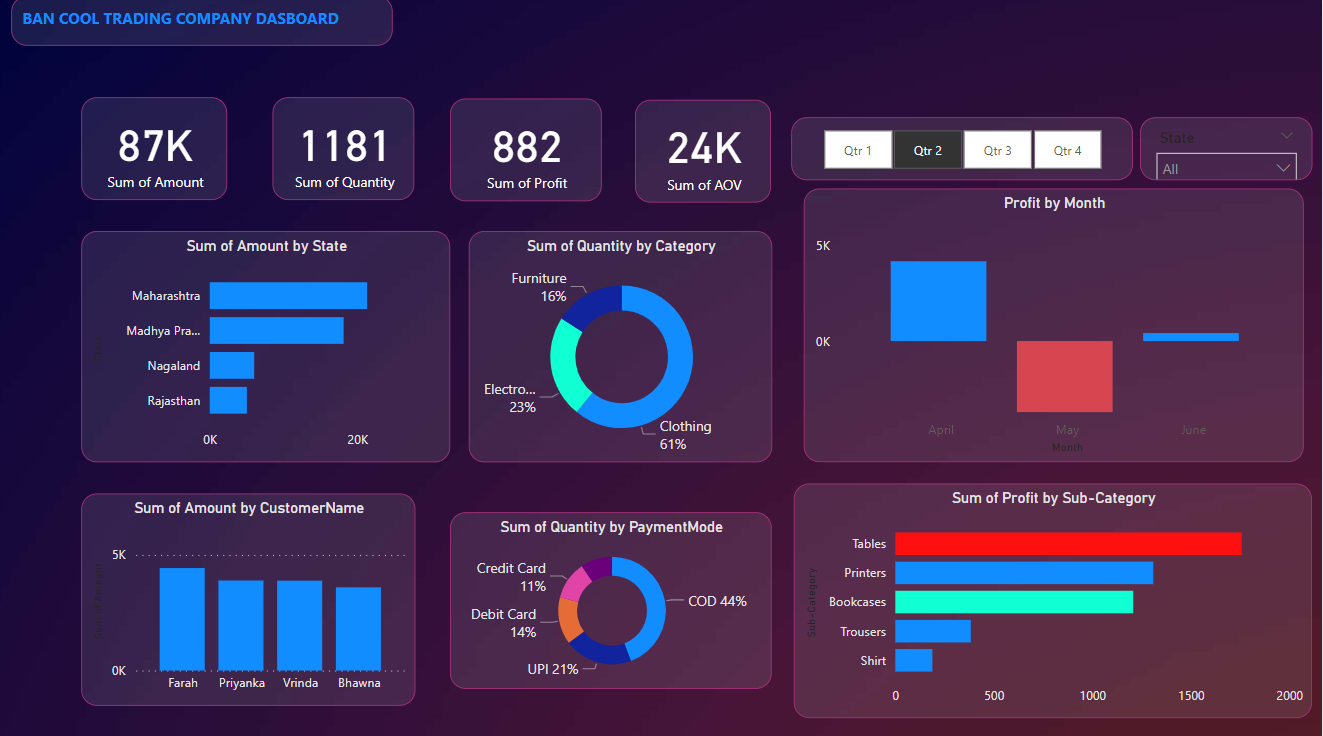 BAN COOL TRADING COMPANY DASBOARD
87K
Sum of Amount
1181
Sum of Quantity
882
Sum of Profit
24K
Sum of AOV
Qtr 1
Qtr 2
Qtr 3
Qtr 4
State
All
Sum of Amount by State
State
Maharashtra
Madhya Pra...
Nagaland
Rajasthan
0K
20K
Sum of Quantity by Category
Furniture
16%
Electro...
23%
Clothing
61%
Profit by Month
5K
0K
April
May
June
Month
Sum of Amount by CustomerName
Sum of Amount
5K
0K
Farah
Priyanka
Vrinda
Bhawna
Sum of Quantity by PaymentMode
Credit Card
11%
Debit Card
14%
UPI 21%
COD 44%
Sum of Profit by Sub-Category
Sub-Category
Tables
Printers
Bookcases
Trousers
Shirt
0
500
1000
1500
2000